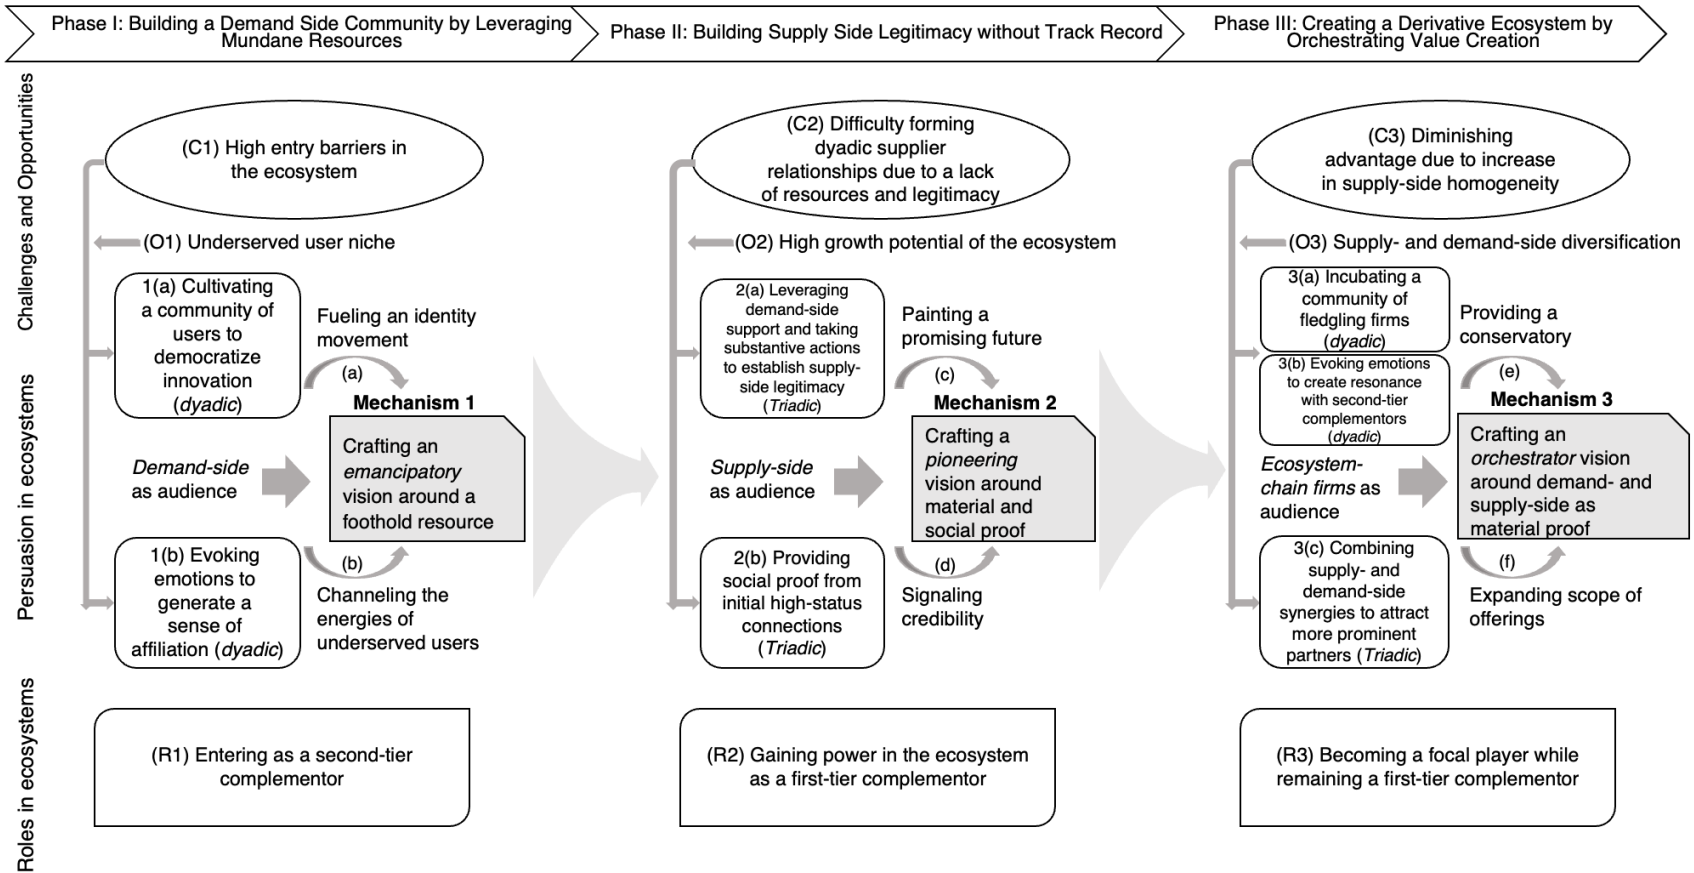 Phase I: Building a Demand Side Community by Leveraging
Mundane Resources
Phase II: Building Supply Side Legitimacy without Track Record
Phase III: Creating a Derivative Ecosystem by
Orchestrating Value Creation
Challenges and Opportunities
(C1) High entry barriers in
the ecosystem
(O1) Underserved user niche
(C2) Difficulty forming
dyadic supplier
relationships due to a lack
of resources and legitimacy
(O2) High growth potential of the ecosystem
(C3) Diminishing
advantage due to increase
in supply-side homogeneity
(O3) Supply- and demand-side diversification
Persuasion in ecosystems
1(a) Cultivating
a community of
users to
democratize
innovation
(dyadic)
Fueling an identity
movement
(a)
Mechanism 1
Crafting an
emancipatory
vision around a
foothold resource
Demand-side
as audience
1(b) Evoking
emotions to
generate a
sense of
affiliation (dyadic)
(b)
Channeling the
energies of
underserved users
2(a) Leveraging
demand-side
support and taking
substantive actions
to establish supply-
side legitimacy
(Triadic)
Painting a
promising future
(c)
Mechanism 2
Crafting a
pioneering
vision around
material and
social proof
Supply-side
as audience
2(b) Providing
social proof from
initial high-status
connections
(Triadic)
(d)
Signaling
credibility
3(a) Incubating a
community of
fledgling firms
(dyadic)
3(b) Evoking emotions
to create resonance
with second-tier
complementors
(dyadic)
Providing a
conservatory
(e)
Mechanism 3
Crafting an
orchestrator vision
around demand- and
supply-side as
material proof
Ecosystem-
chain firms as
audience
3(c) Combining
supply- and
demand-side
synergies to attract
more prominent
partners (Triadic)
(f)
Expanding scope of
offerings
Roles in ecosystems
(R1) Entering as a second-tier
complementor
(R2) Gaining power in the ecosystem
as a first-tier complementor
(R3) Becoming a focal player while
remaining a first-tier complementor